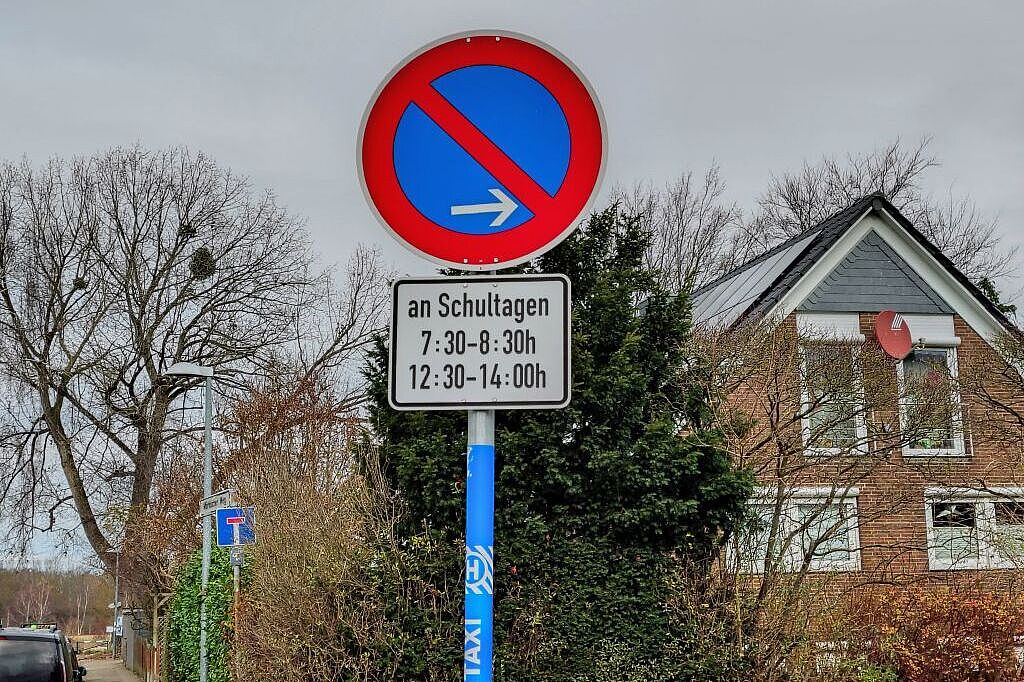 an Schultagen
7:30-8:30h
12:30-14:00h
TAXI